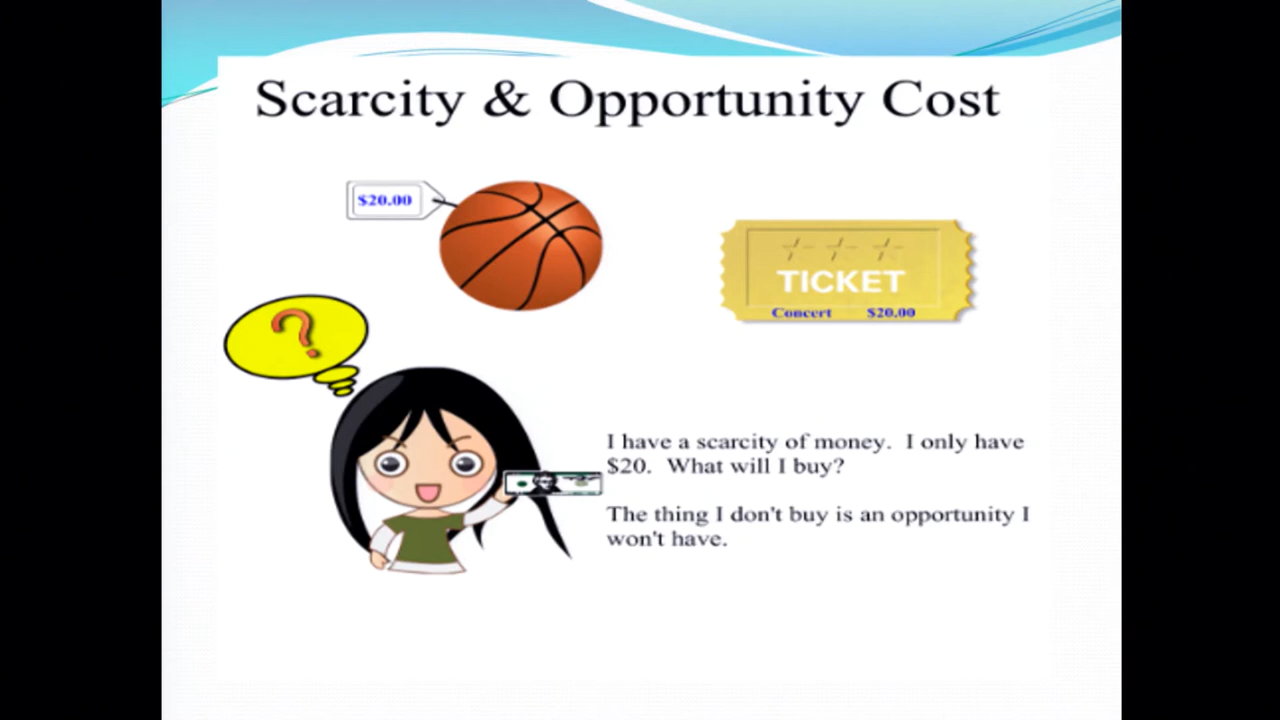 Scarcity & Opportunity Cost
$20.00
TICKET
Concert $20.00
?
I have a scarcity of money. I only have
$20. What will I buy?
The thing I don't buy is an opportunity I
won't have.